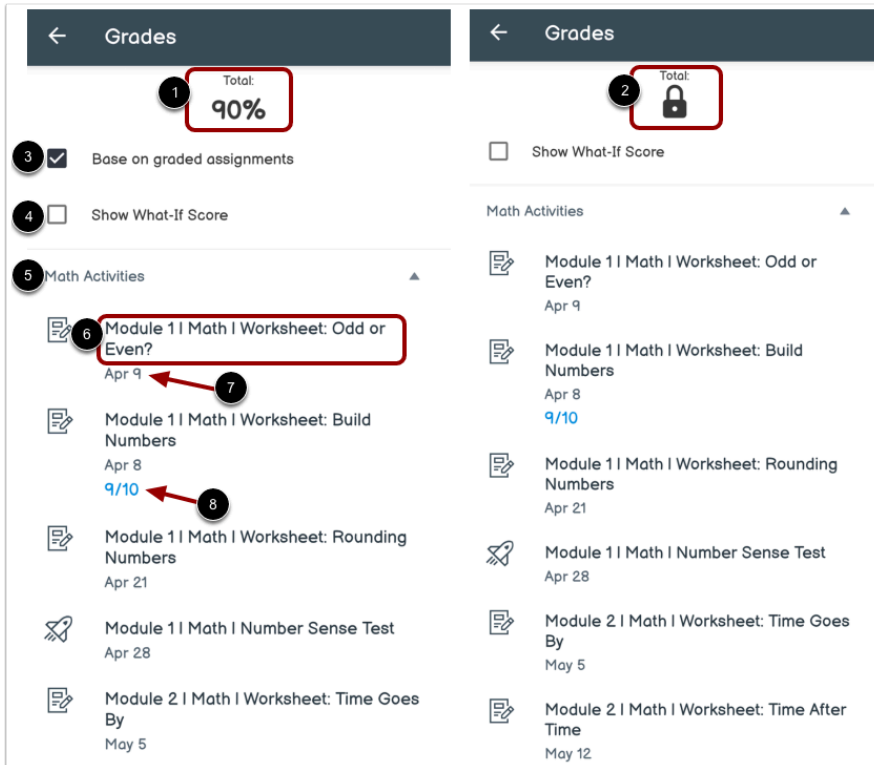 Grades
1
Total:
90%
3
Base on graded assignments
4
Show What-If Score
5
Math Activities
6
Module 1 | Math | Worksheet: Odd or
Even?
Apr 9
7
Module 1 | Math | Worksheet: Build
Numbers
Apr 8
9/10
8
Module 1 | Math | Worksheet: Rounding
Numbers
Apr 21
Module 1 | Math | Number Sense Test
Apr 28
Module 2 | Math | Worksheet: Time Goes
By
May 5
Grades
2
Total:
Show What-If Score
Math Activities
Module 1 | Math | Worksheet: Odd or
Even?
Apr 9
Module 1 | Math | Worksheet: Build
Numbers
Apr 8
9/10
Module 1 | Math | Worksheet: Rounding
Numbers
Apr 21
Module 1 | Math | Number Sense Test
Apr 28
Module 2 | Math | Worksheet: Time Goes
By
May 5
Module 2 | Math | Worksheet: Time After
Time
May 12